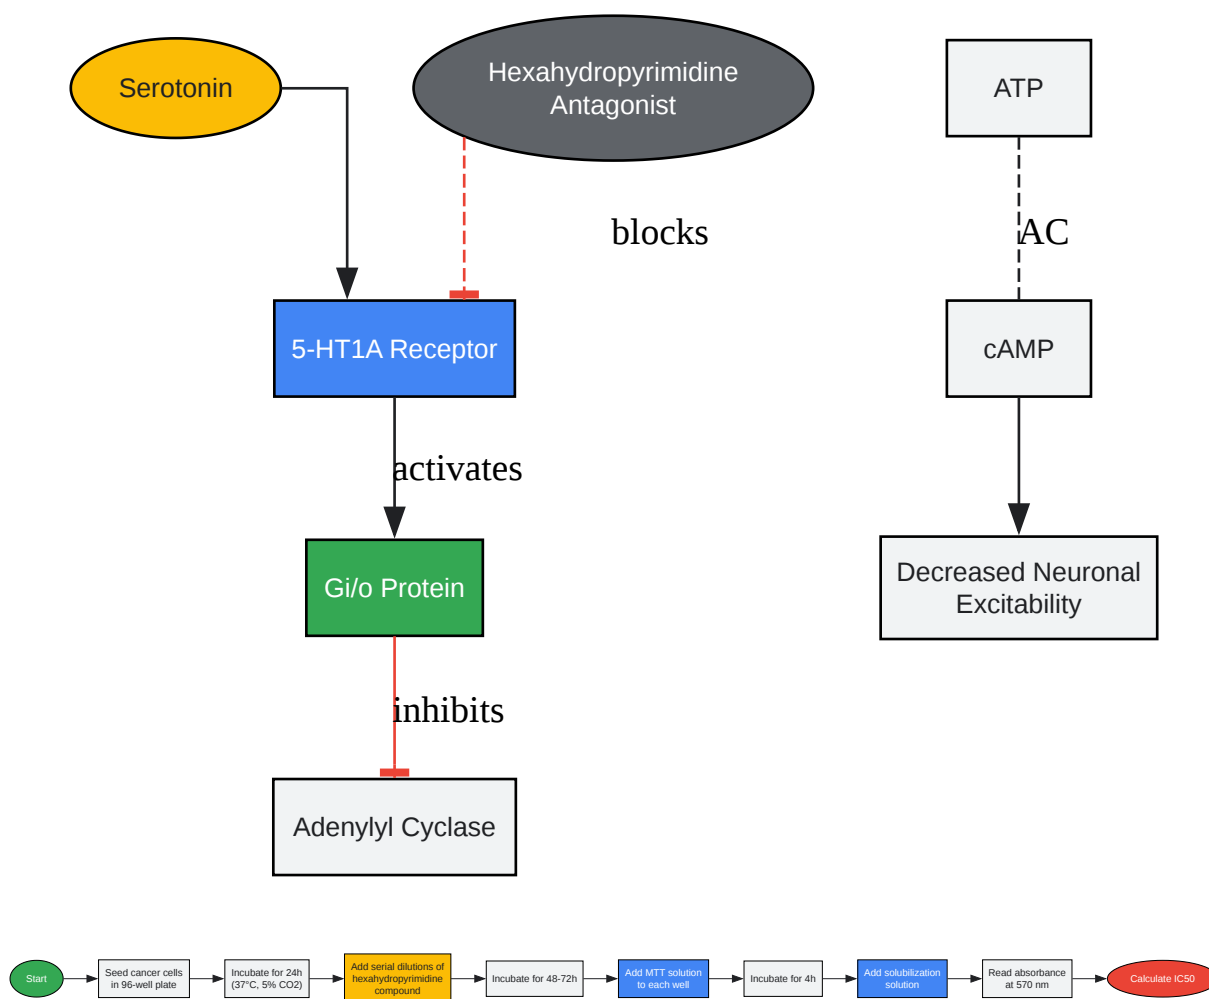 Serotonin
Hexahydropyrimidine
Antagonist
ATP
blocks
AC
5-HT1A Receptor
cAMP
activates
Gi/o Protein
Decreased Neuronal
Excitability
inhibits
Adenylyl Cyclase
Start
Seed cancer cells
in 96-well plate
Incubate for 24h
(37°C, 5% CO2)
Add serial dilutions of
hexahydropyrimidine
compound
Incubate for 48-72h
Add MTT solution
to each well
Incubate for 4h
Add solubilization
solution
Read absorbance
at 570 nm
Calculate IC50